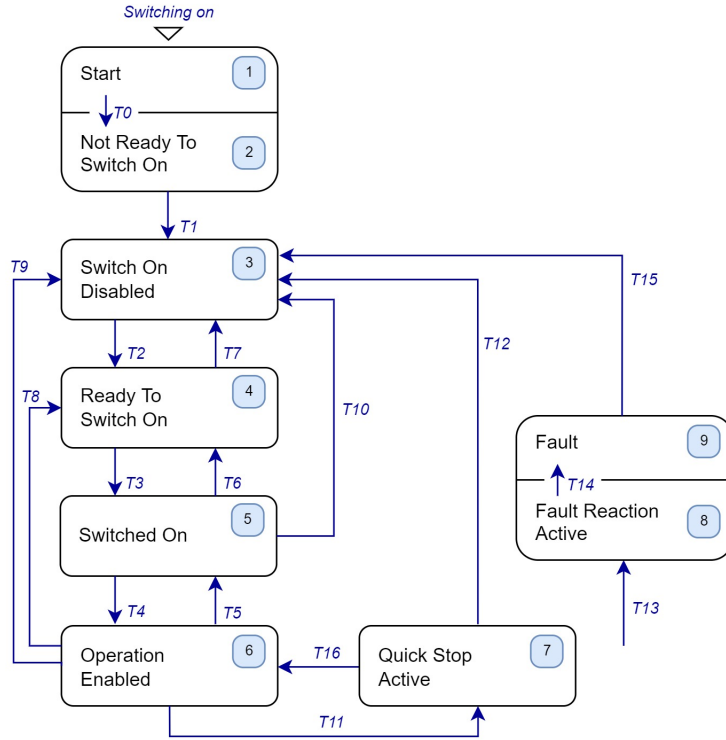 Switching on
Start
1
T0
Not Ready To
Switch On
2
T1
T9
Switch On
Disabled
3
T15
T2
T7
T12
T8
Ready To
Switch On
4
T10
Fault
9
T3
T6
T14
Switched On
5
Fault Reaction
Active
8
T4
T5
T13
Operation
Enabled
6
T16
Quick Stop
Active
7
T11